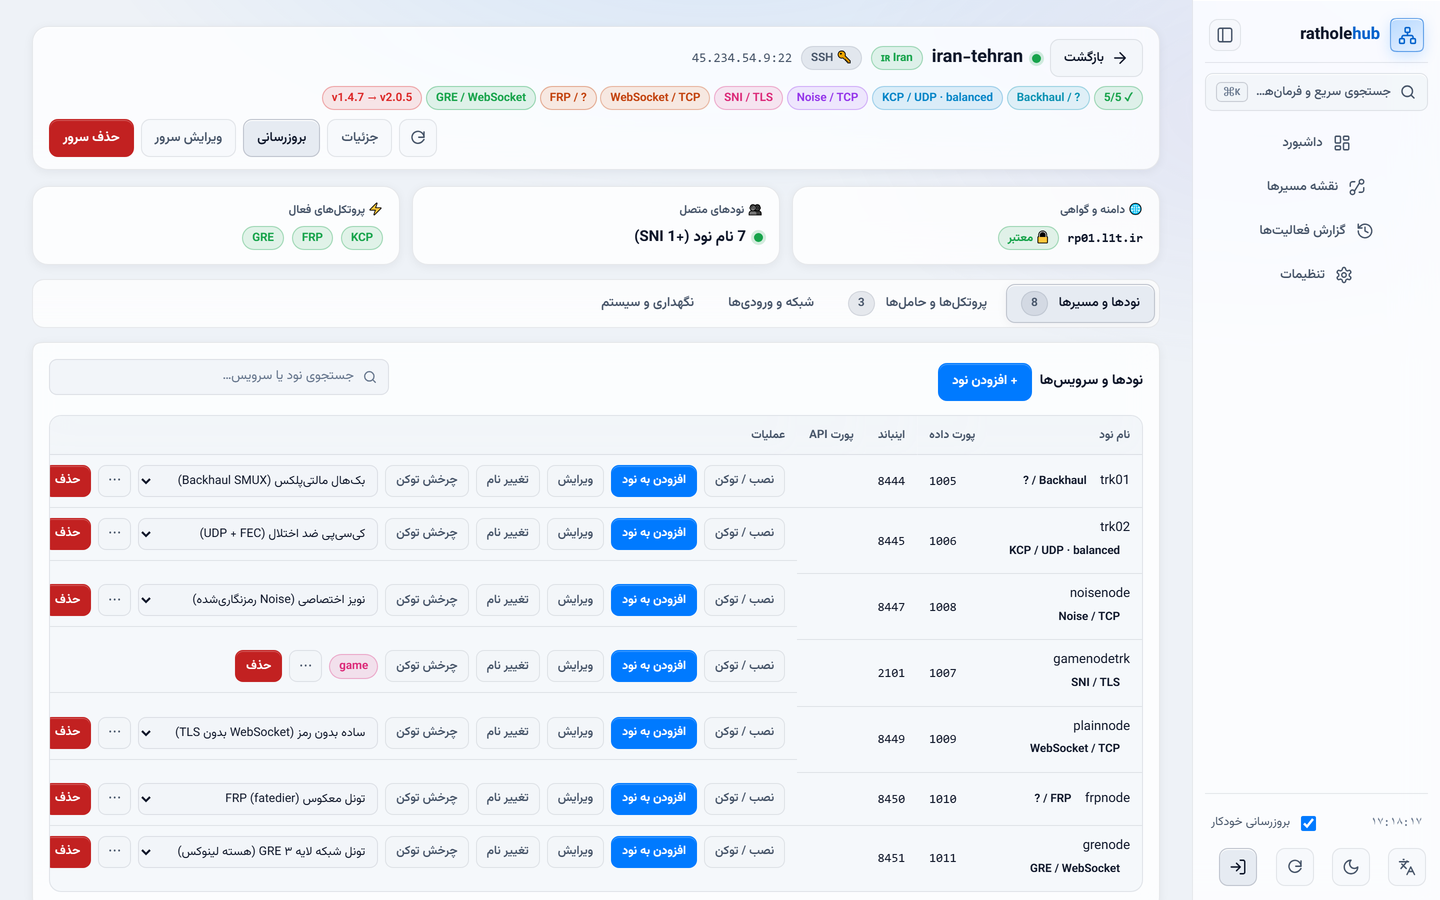 ratholehub
جستجوی سریع و فرمان‌ه... ⌘K
داشبورد
نقشه مسیرها
گزارش فعالیت‌ها
تنظیمات
بروزرسانی خودکار ۱۷:۱۸:۱۷
بازگشت iran-tehran IR Iran SSH 45.234.54.9:22
5/5 ✓ Backhaul / ? KCP / UDP · balanced Noise / TCP SNI / TLS WebSocket / TCP FRP / ? GRE / WebSocket v1.4.7 → v2.0.5
جزئیات بروزرسانی ویرایش سرور حذف سرور
دامنه و گواهی
rp01.l1t.ir معتبر
نودهای متصل
7 نام نود (+1 SNI)
پروتکل‌های فعال
KCP FRP GRE
نودها و مسیرها 8 پروتکل‌ها و حامل‌ها 3 شبکه و ورودی‌ها نگهداری و سیستم
نودها و سرویس‌ها + افزودن نود جستجوی نود یا سرویس...
نام نود پورت داده اینباند پورت API عملیات
trk01 Backhaul / ? 1005 8444 نصب / توکن افزودن به نود ویرایش تغییر نام چرخش توکن بک‌هال مالتی‌پلکس (Backhaul SMUX) ... حذف
trk02
KCP / UDP · balanced 1006 8445 نصب / توکن افزودن به نود ویرایش تغییر نام چرخش توکن کی‌سی‌پی ضد اختلال (UDP + FEC) ... حذف
noisenode
Noise / TCP 1008 8447 نصب / توکن افزودن به نود ویرایش تغییر نام چرخش توکن نویز اختصاصی (Noise رمزنگاری‌شده) ... حذف
gamenodetrk
SNI / TLS 1007 2101 نصب / توکن افزودن به نود ویرایش تغییر نام چرخش توکن game ... حذف
plainnode
WebSocket / TCP 1009 8449 نصب / توکن افزودن به نود ویرایش تغییر نام چرخش توکن ساده بدون رمز (WebSocket بدون TLS) ... حذف
frpnode FRP / ? 1010 8450 نصب / توکن افزودن به نود ویرایش تغییر نام چرخش توکن تونل معکوس FRP (fatedier) ... حذف
grenode
GRE / WebSocket 1011 8451 نصب / توکن افزودن به نود ویرایش تغییر نام چرخش توکن تونل شبکه لایه ۳ GRE (هسته لینوکس) ... حذف